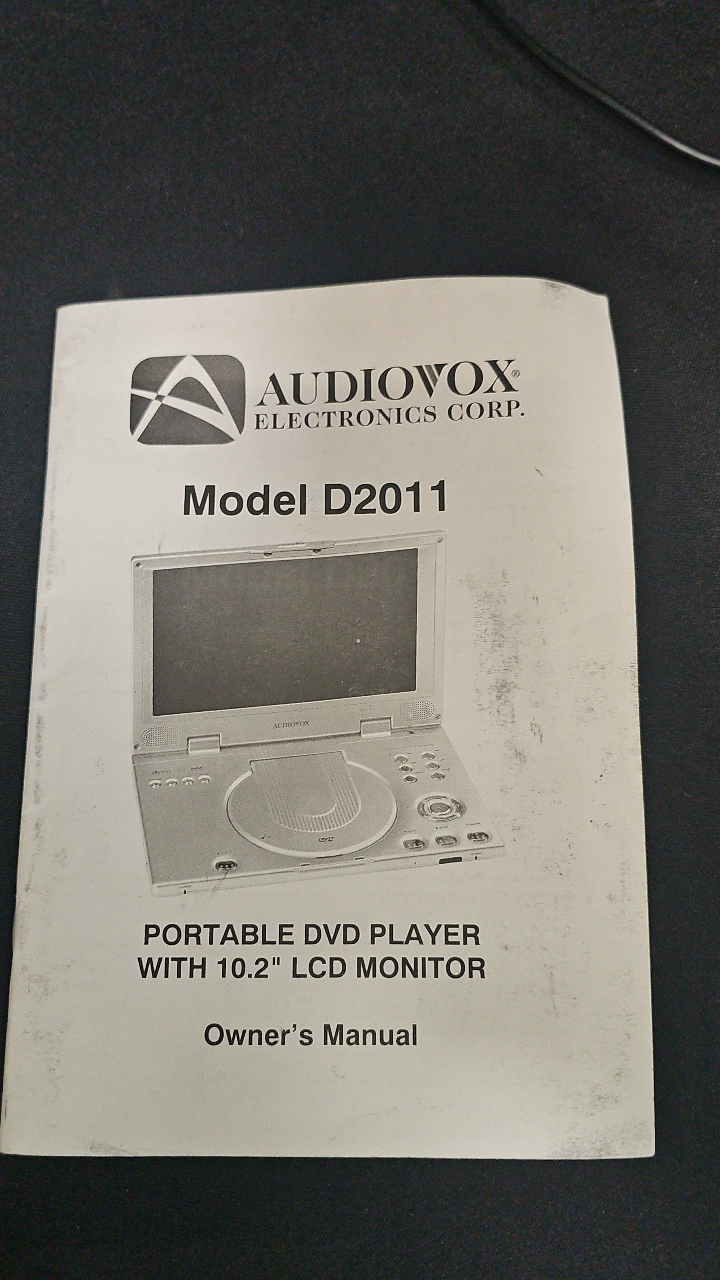 AUDIOVOX®
ELECTRONICS CORP.
Model D2011
AUDIOVOX
PORTABLE DVD PLAYER
WITH 10.2" LCD MONITOR
Owner's Manual